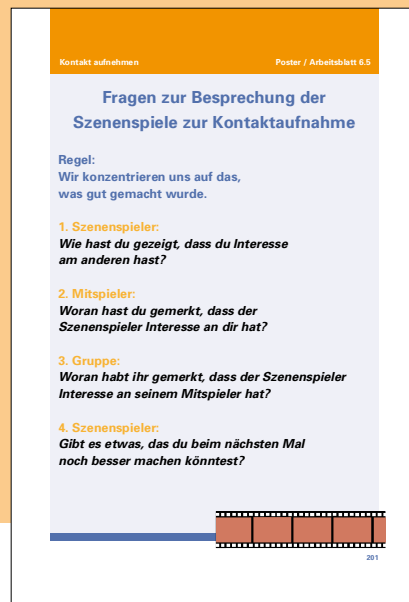 Kontakt aufnehmen
Poster / Arbeitsblatt 6.5
Fragen zur Besprechung der
Szenenspiele zur Kontaktaufnahme
Regel:
Wir konzentrieren uns auf das,
was gut gemacht wurde.
1. Szenenspieler:
Wie hast du gezeigt, dass du Interesse
am anderen hast?
2. Mitspieler:
Woran hast du gemerkt, dass der
Szenenspieler Interesse an dir hat?
3. Gruppe:
Woran habt ihr gemerkt, dass der Szenenspieler
Interesse an seinem Mitspieler hat?
4. Szenenspieler:
Gibt es etwas, das du beim nächsten Mal
noch besser machen könntest?
201